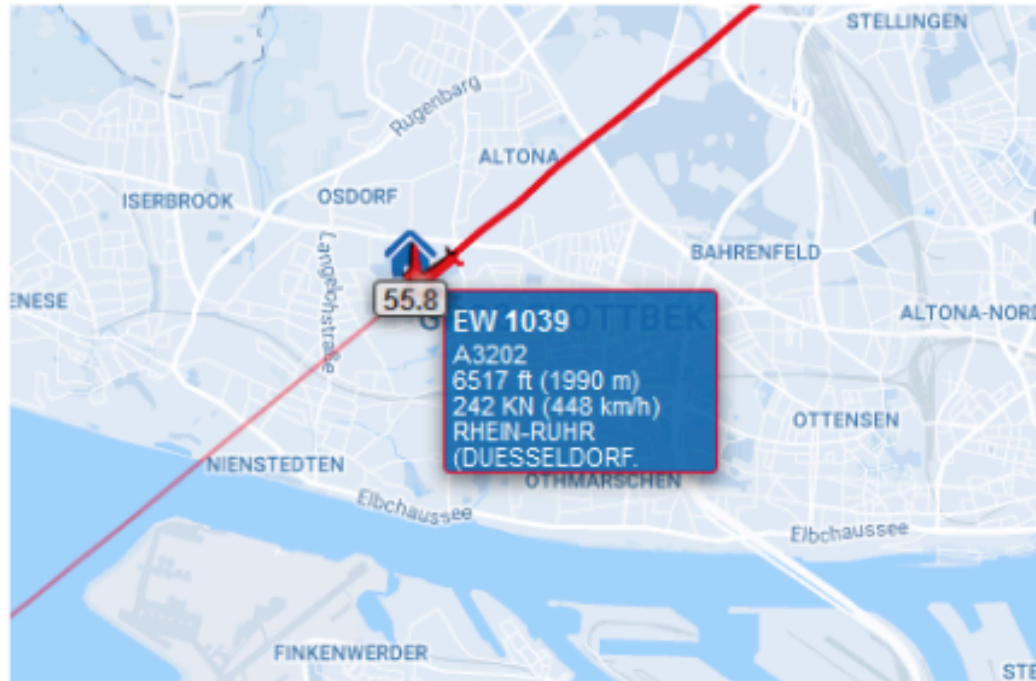 STELLINGEN
Rugenbarg
ALTONA
ISERBROOK
OSDORF
Langelohstraße
BAHRENFELD
ENESE
55.8
ALTONA-NORD
EW 1039
A3202
6517 ft (1990 m)
242 KN (448 km/h)
RHEIN-RUHR
(DUESSELDORF.
OTTENSEN
NIENSTEDTEN
OTHMARSCHEN
Elbchaussee
Elbchaussee
FINKENWERDER
STE